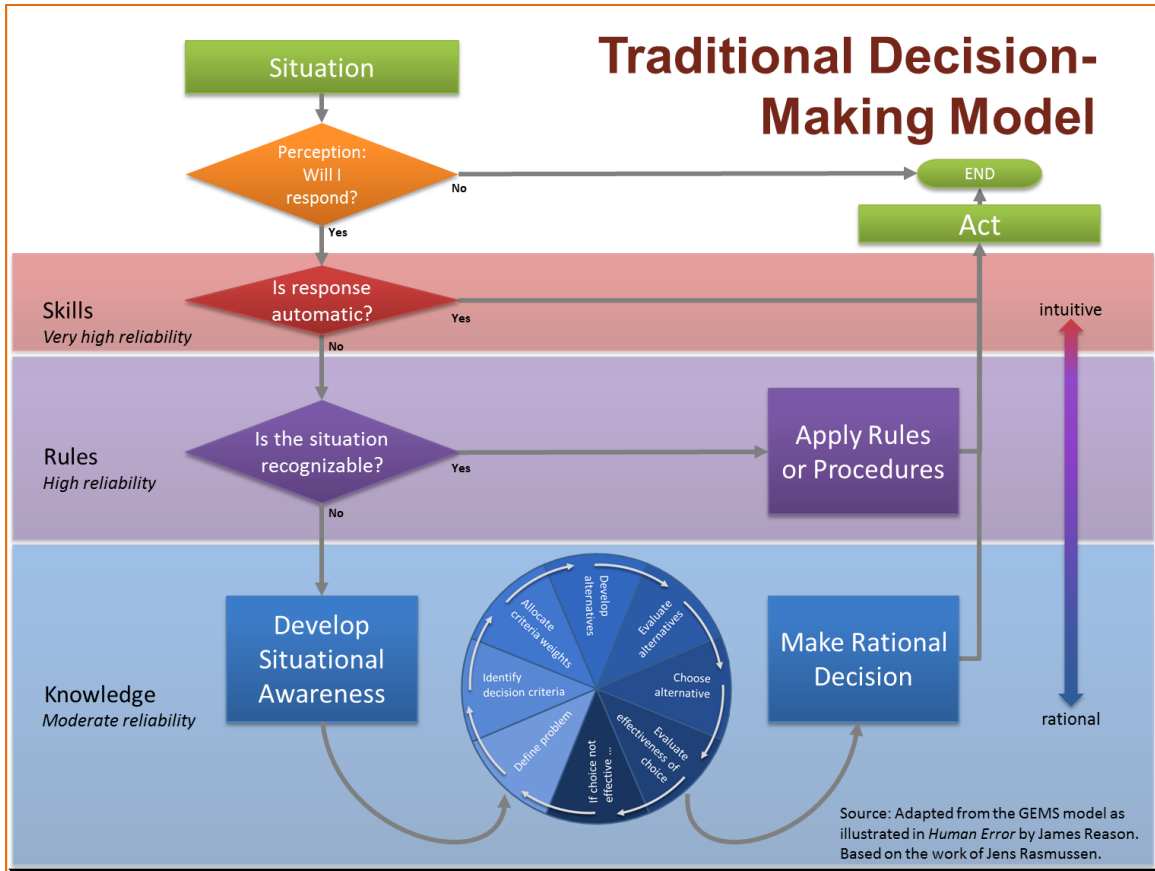 Traditional Decision-
Making Model
Situation
Perception:
Will I
respond?
No
END
Yes
Act
Skills
Very high reliability
Is response
automatic?
Yes
intuitive
No
Rules
High reliability
Is the situation
recognizable?
Yes
Apply Rules
or Procedures
No
Knowledge
Moderate reliability
Develop
Situational
Awareness
Define problem
Identify
decision criteria
Allocate
criteria weights
Develop
alternatives
Evaluate
alternatives
Choose
alternative
Evaluate
effectiveness of
choice
If choice not
effective ...
Make Rational
Decision
rational
Source: Adapted from the GEMS model as
illustrated in Human Error by James Reason.
Based on the work of Jens Rasmussen.